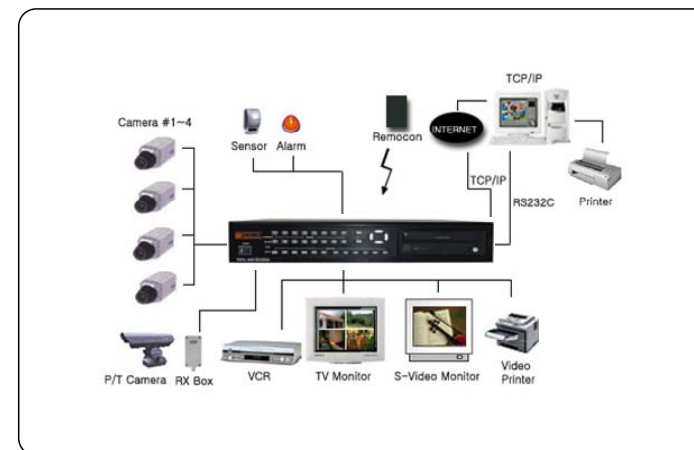 TCP/IP
Camera #1~4
Sensor
Alarm
Remocon
INTERNET
TCP/IP
RS232C
Printer
P/T Camera
RX Box
VCR
TV Monitor
S-Video Monitor
Video
Printer